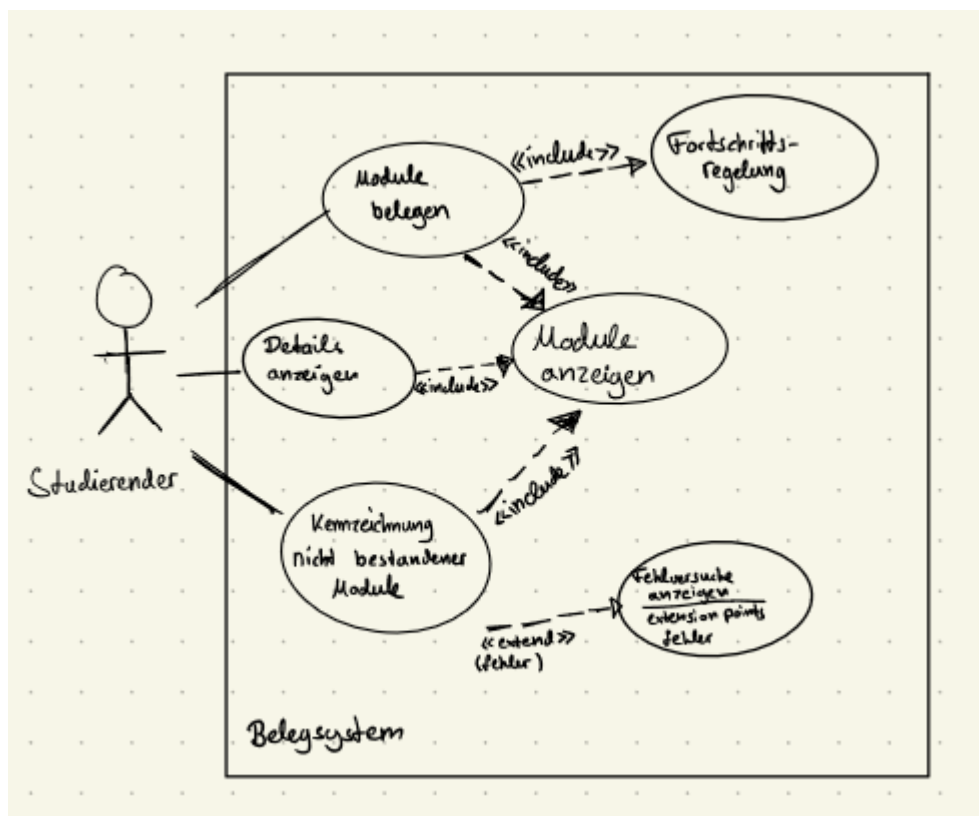 Module
belegen
«include»
Fortschritts-
regelung
«include»
Module
anzeigen
Details
anzeigen
«include»
Studierender
Kennzeichnung
nicht bestandener
Module
«include»
Fehlversuche
anzeigen
extension points
fehler
«extend»
(fehler)
Belegsystem